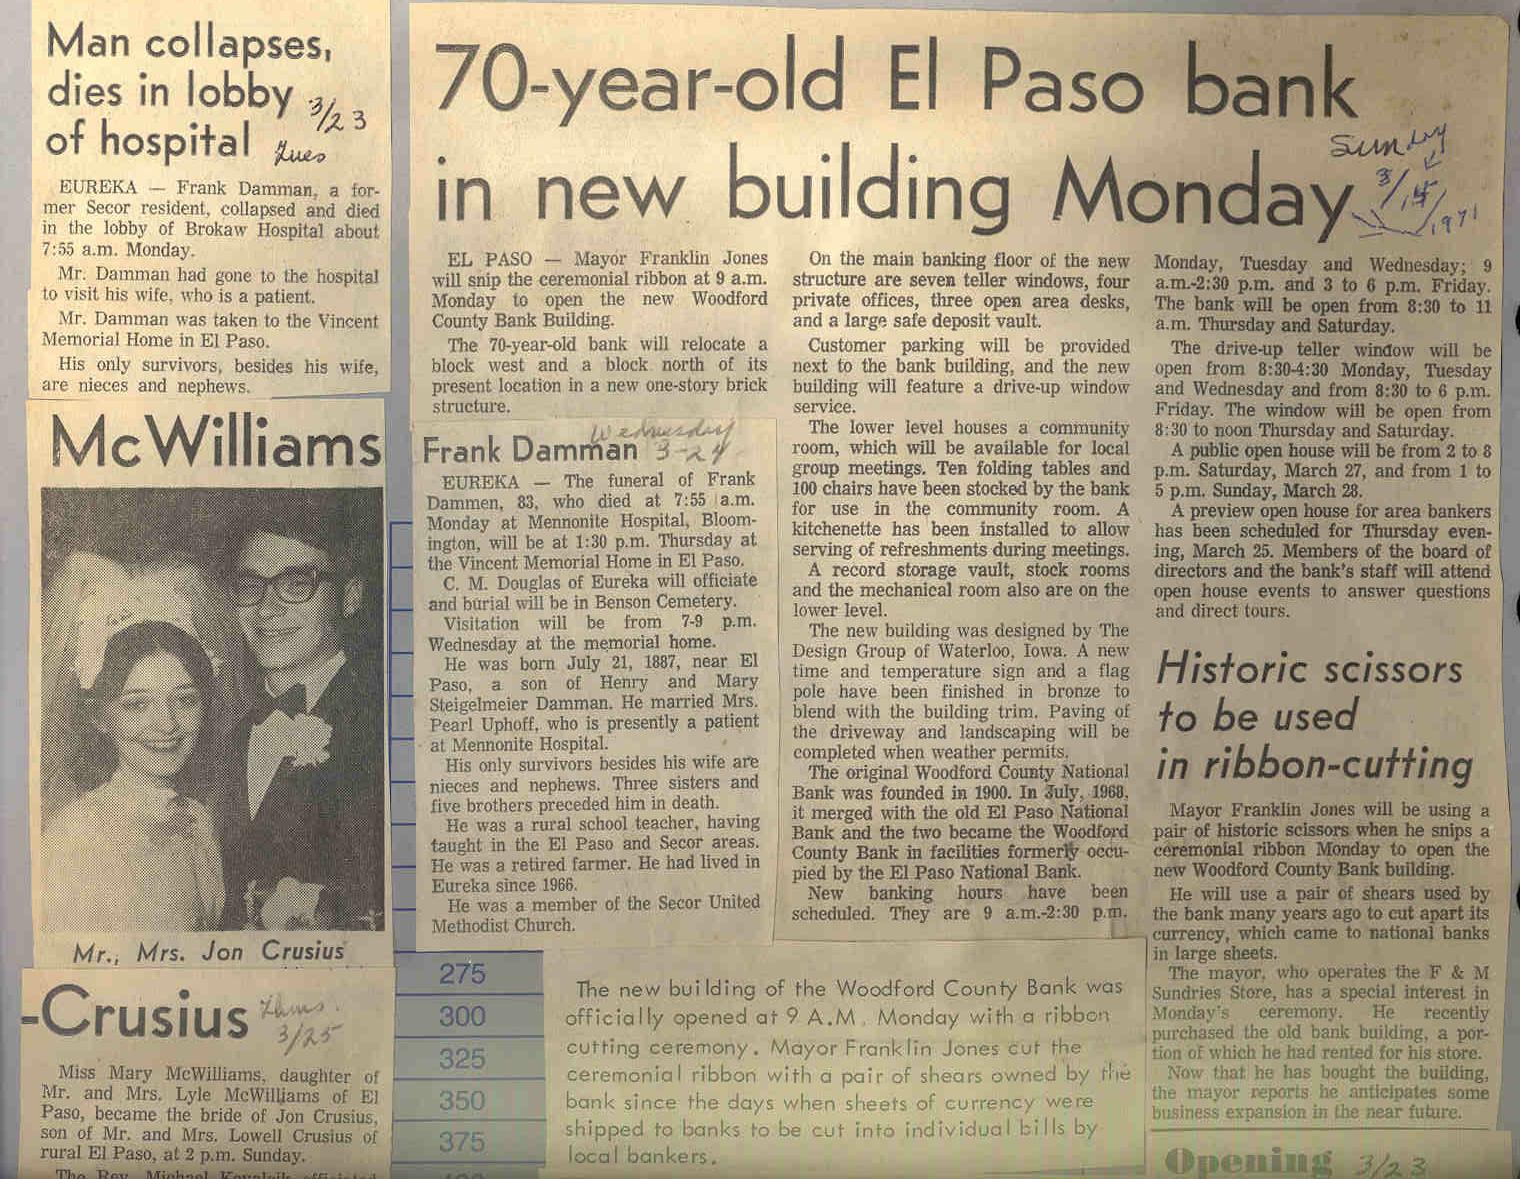 Man collapses,
dies in lobby 3/23
of hospital Tues
EUREKA — Frank Damman, a for-
mer Secor resident, collapsed and died
in the lobby of Brokaw Hospital about
7:55 a.m. Monday.
Mr. Damman had gone to the hospital
to visit his wife, who is a patient.
Mr. Damman was taken to the Vincent
Memorial Home in El Paso.
His only survivors, besides his wife,
are nieces and nephews.
McWilliams
Mr., Mrs. Jon Crusius
-Crusius Thurs.
3/25
Miss Mary McWilliams, daughter of
Mr. and Mrs. Lyle McWilliams of El
Paso, became the bride of Jon Crusius,
son of Mr. and Mrs. Lowell Crusius of
rural El Paso, at 2 p.m. Sunday.
The Rev. Michael
70-year-old El Paso bank
in new building Monday
Sunday
3/15/1971
EL PASO — Mayor Franklin Jones
will snip the ceremonial ribbon at 9 a.m.
Monday to open the new Woodford
County Bank Building.
The 70-year-old bank will relocate a
block west and a block north of its
present location in a new one-story brick
structure.
Wednesday
Frank Damman 3-24
EUREKA — The funeral of Frank
Dammen, 83, who died at 7:55 a.m.
Monday at Mennonite Hospital, Bloom-
ington, will be at 1:30 p.m. Thursday at
the Vincent Memorial Home in El Paso.
C. M. Douglas of Eureka will officiate
and burial will be in Benson Cemetery.
Visitation will be from 7-9 p.m.
Wednesday at the memorial home.
He was born July 21, 1887, near El
Paso, a son of Henry and Mary
Steigelmeier Damman. He married Mrs.
Pearl Uphoff, who is presently a patient
at Mennonite Hospital.
His only survivors besides his wife are
nieces and nephews. Three sisters and
five brothers preceded him in death.
He was a rural school teacher, having
taught in the El Paso and Secor areas.
He was a retired farmer. He had lived in
Eureka since 1966.
He was a member of the Secor United
Methodist Church.
275
300
325
350
375
On the main banking floor of the new
structure are seven teller windows, four
private offices, three open area desks,
and a large safe deposit vault.
Customer parking will be provided
next to the bank building, and the new
building will feature a drive-up window
service.
The lower level houses a community
room, which will be available for local
group meetings. Ten folding tables and
100 chairs have been stocked by the bank
for use in the community room. A
kitchenette has been installed to allow
serving of refreshments during meetings.
A record storage vault, stock rooms
and the mechanical room also are on the
lower level.
The new building was designed by The
Design Group of Waterloo, Iowa. A new
time and temperature sign and a flag
pole have been finished in bronze to
blend with the building trim. Paving of
the driveway and landscaping will be
completed when weather permits.
The original Woodford County National
Bank was founded in 1900. In July, 1968,
it merged with the old El Paso National
Bank and the two became the Woodford
County Bank in facilities formerly occu-
pied by the El Paso National Bank.
New banking hours have been
scheduled. They are 9 a.m.-2:30 p.m.
Monday, Tuesday and Wednesday; 9
a.m.-2:30 p.m. and 3 to 6 p.m. Friday.
The bank will be open from 8:30 to 11
a.m. Thursday and Saturday.
The drive-up teller window will be
open from 8:30-4:30 Monday, Tuesday
and Wednesday and from 8:30 to 6 p.m.
Friday. The window will be open from
8:30 to noon Thursday and Saturday.
A public open house will be from 2 to 8
p.m. Saturday, March 27, and from 1 to
5 p.m. Sunday, March 28.
A preview open house for area bankers
has been scheduled for Thursday even-
ing, March 25. Members of the board of
directors and the bank's staff will attend
open house events to answer questions
and direct tours.
Historic scissors
to be used
in ribbon-cutting
Mayor Franklin Jones will be using a
pair of historic scissors when he snips a
ceremonial ribbon Monday to open the
new Woodford County Bank building.
He will use a pair of shears used by
the bank many years ago to cut apart its
currency, which came to national banks
in large sheets.
The mayor, who operates the F & M
Sundries Store, has a special interest in
Monday's ceremony. He recently
purchased the old bank building, a por-
tion of which he had rented for his store.
Now that he has bought the building,
the mayor reports he anticipates some
business expansion in the near future.
The new building of the Woodford County Bank was
officially opened at 9 A.M. Monday with a ribbon
cutting ceremony. Mayor Franklin Jones cut the
ceremonial ribbon with a pair of shears owned by the
bank since the days when sheets of currency were
shipped to banks to be cut into individual bills by
local bankers.
Opening 3/23